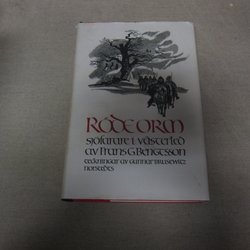 RÖDE ORM
sjöfarare i västerled
av Frans G Bengtsson
teckningar av Gunnar Brusewitz
Norstedts